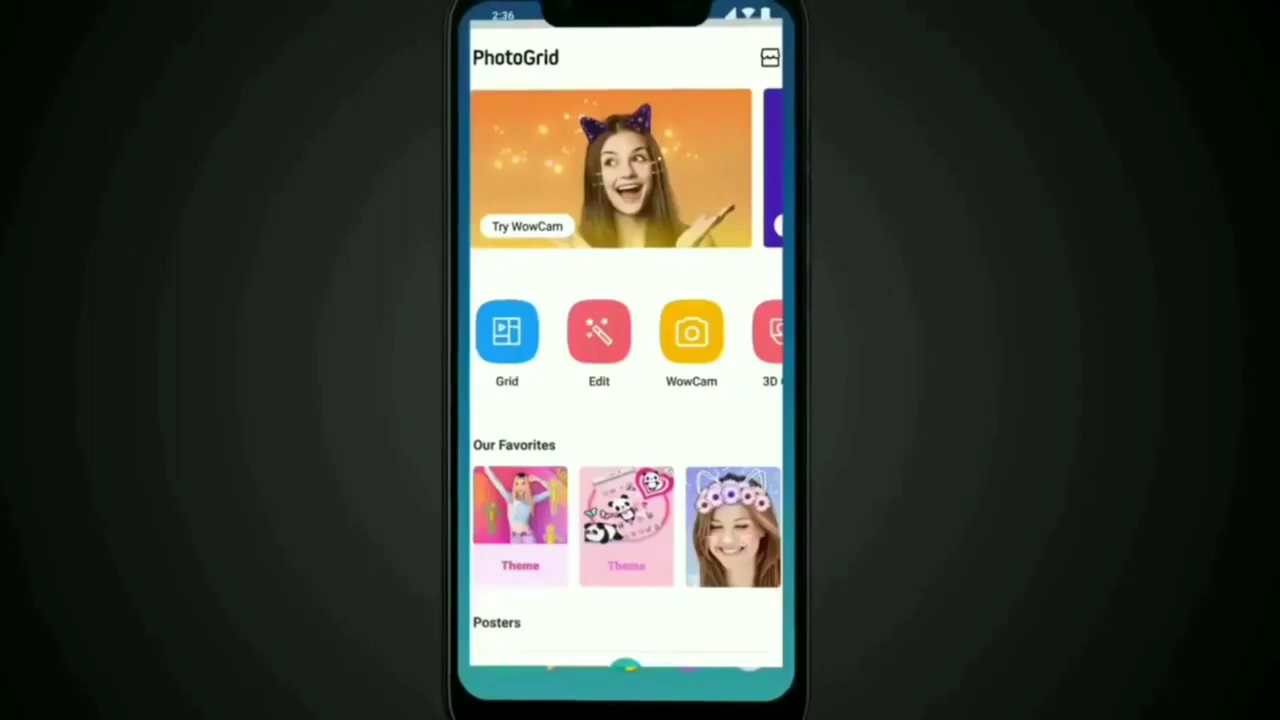 2:36
PhotoGrid
Try WowCam
Grid Edit WowCam 3D
Our Favorites
Theme Theme
Posters